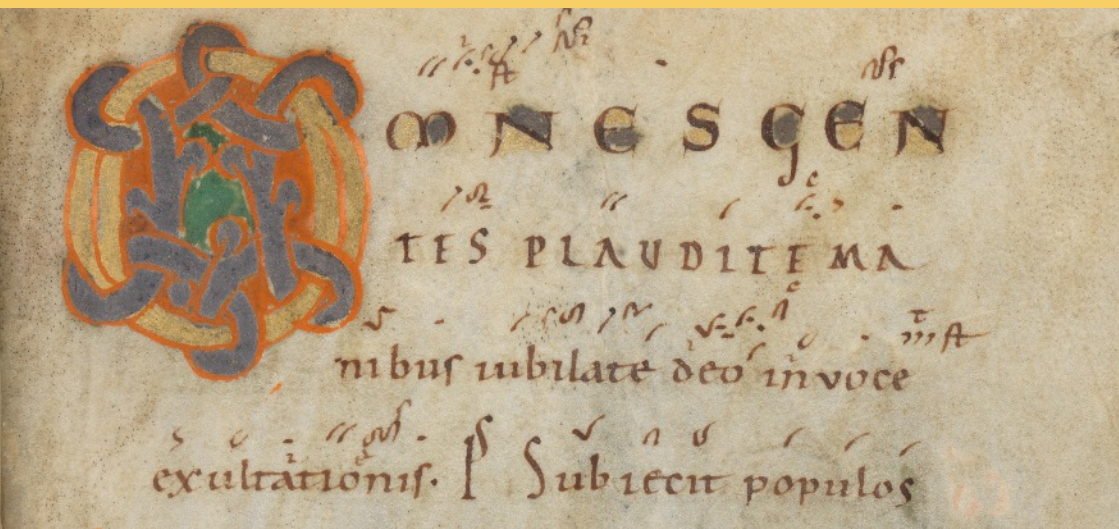 OMNES GEN
TES PLAUDITE MA
nibus iubilate deo in voce
exultationis. Ps Subiecit populos